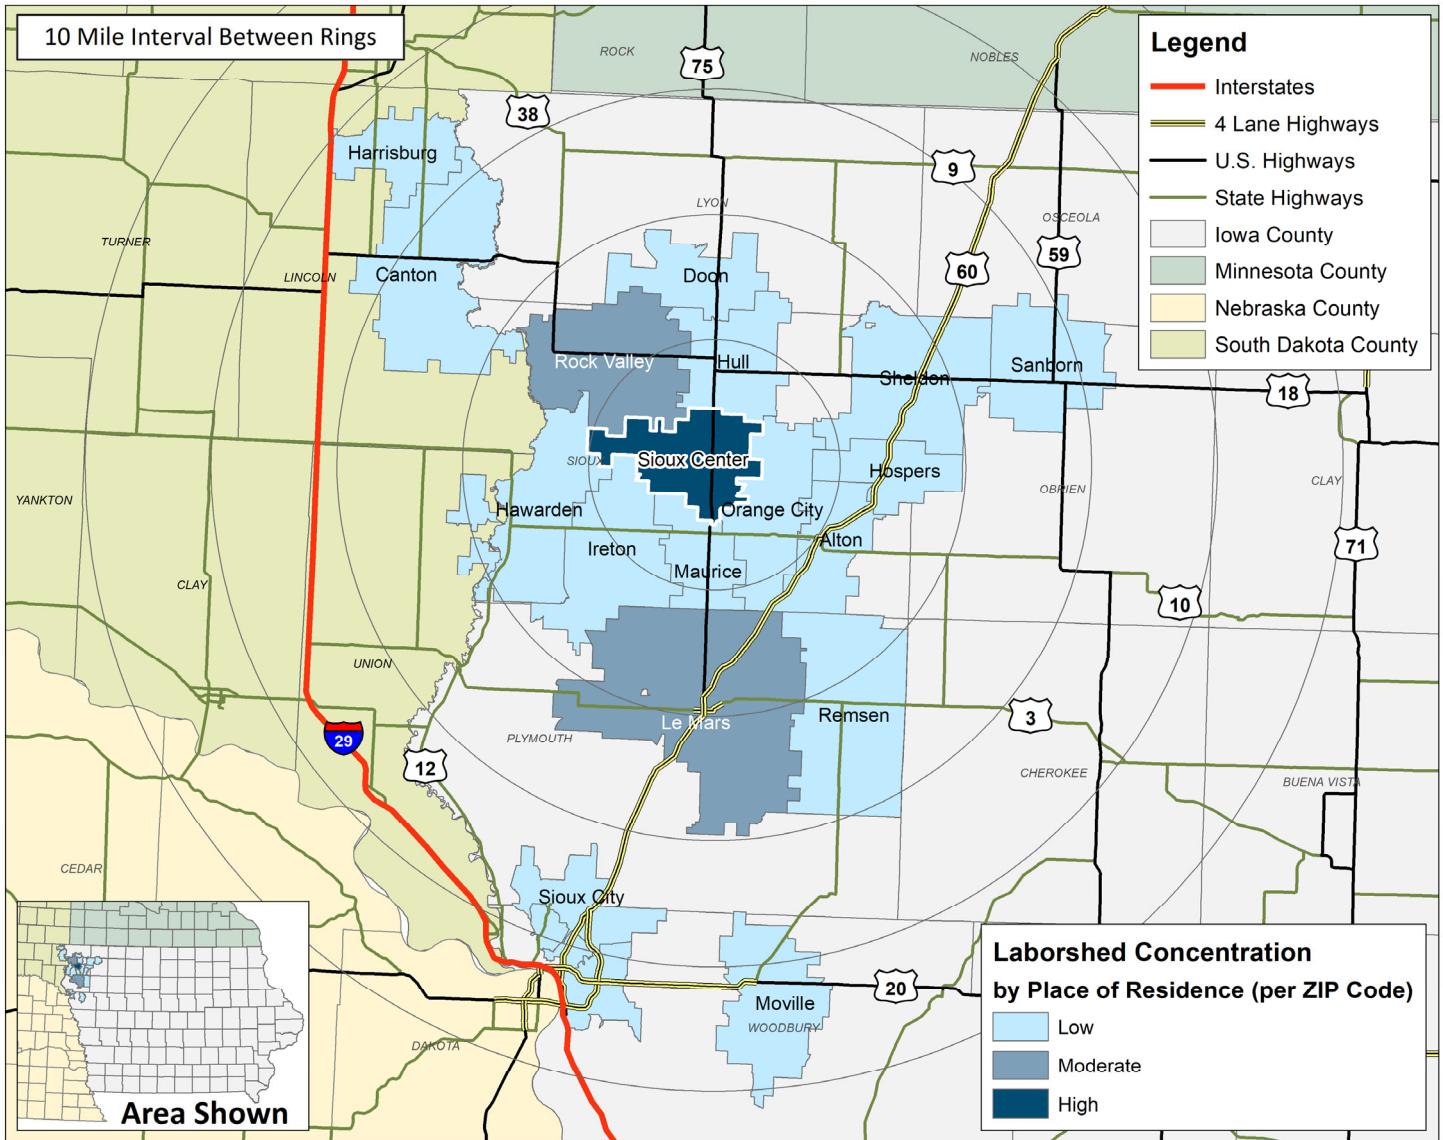 10 Mile Interval Between Rings
Legend
Interstates
4 Lane Highways
U.S. Highways
State Highways
Iowa County
Minnesota County
Nebraska County
South Dakota County
ROCK
75
NOBLES
38
Harrisburg
9
LYON
OSCEOLA
TURNER
59
60
LINCOLN
Canton
Doon
Rock Valley
Hull
Sanborn
Sheldon
18
SIOUX
Sioux Center
Hospers
CLAY
OBRIEN
YANKTON
Hawarden
Orange City
Alton
71
Ireton
Maurice
CLAY
10
UNION
Remsen
3
Le Mars
29
PLYMOUTH
12
CHEROKEE
BUENA VISTA
CEDAR
Sioux City
20
Moville
WOODBURY
DAKOTA
Area Shown
Laborshed Concentration
by Place of Residence (per ZIP Code)
Low
Moderate
High